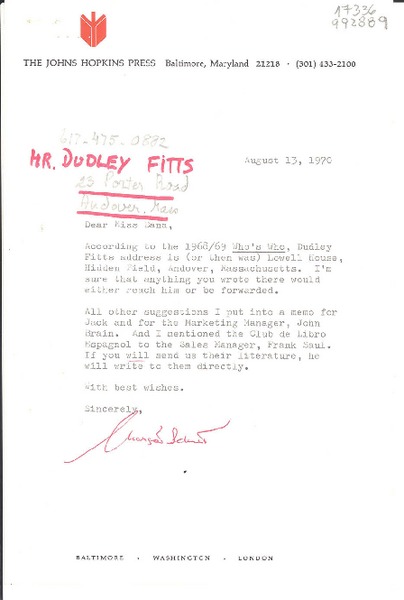 17336
992889
THE JOHNS HOPKINS PRESS Baltimore, Maryland 21218 · (301) 433-2100
617-475-0882
MR. DUDLEY FITTS
August 13, 1970
25 Porter Road
Andover, Mass
Dear Miss
According to the 1968/69 Who's Who, Dudley
Fitts address is (or then was) Lowell House,
Hidden Field, Andover, Massachusetts. I'm
sure that anything you wrote there would
either reach him or be forwarded.
All other suggestions I put into a memo for
Jack and for the Marketing Manager, John
Brain. And I mentioned the Club de Libro
Espagnol to the Sales Manager, Frank Saul.
If you will send us their literature, he
will write to them directly.
With best wishes.
Sincerely,
BALTIMORE · WASHINGTON · LONDON